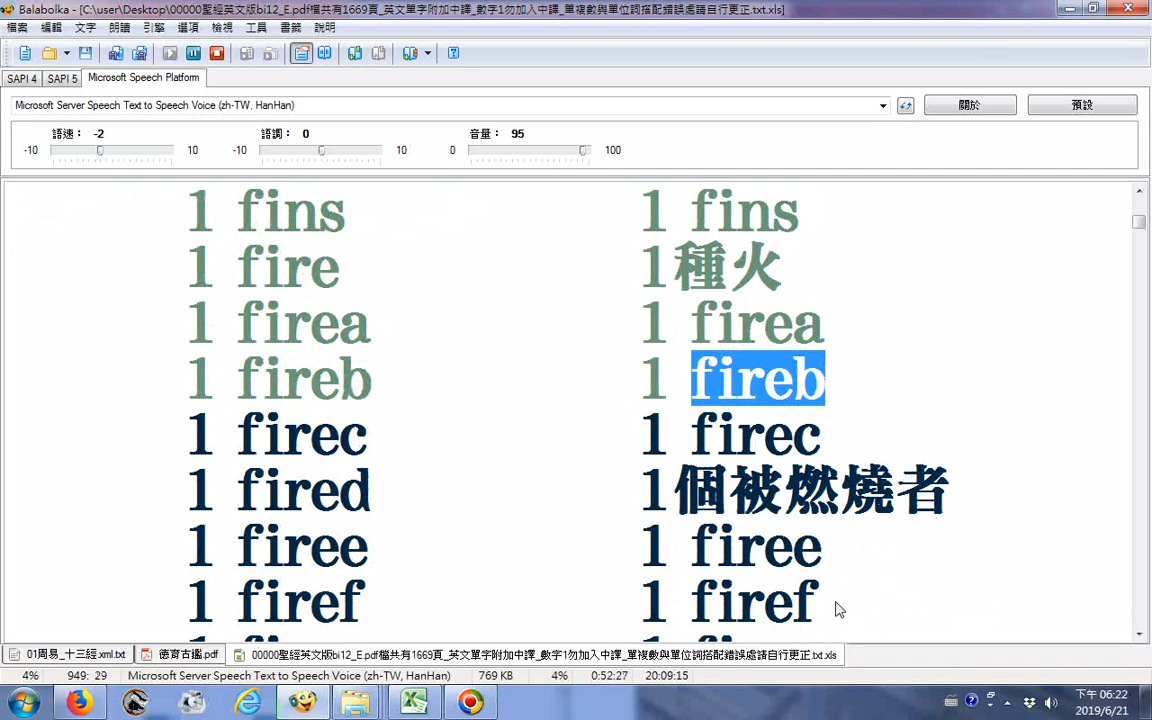 Balabolka - [C:\user\Desktop\00000聖經英文版bi12_E.pdf檔共有1669頁_英文單字附加中譯_數字1勿加入中譯_單複數與單位詞搭配錯誤處請自行更正.txt.xls]
檔案 編輯 文字 朗讀 引擎 選項 檢視 工具 書籤 說明
SAPI 4 SAPI 5 Microsoft Speech Platform
Microsoft Server Speech Text to Speech Voice (zh-TW, HanHan) 關於 預設
語速： -2 語調： 0 音量： 95
-10 10 -10 10 0 100
1 fins 1 fins
1 fire 1種火
1 firea 1 firea
1 fireb 1 fireb
1 firec 1 firec
1 fired 1個被燃燒者
1 firee 1 firee
1 firef 1 firef
01周易_十三經.xml.txt 德育古鑑.pdf 00000聖經英文版bi12_E.pdf檔共有1669頁_英文單字附加中譯_數字1勿加入中譯_單複數與單位詞搭配錯誤處請自行更正.txt.xls
4% 949: 29 Microsoft Server Speech Text to Speech Voice (zh-TW, HanHan) 769 KB 4% 0:52:27 20:09:15
下午 06:22
2019/6/21